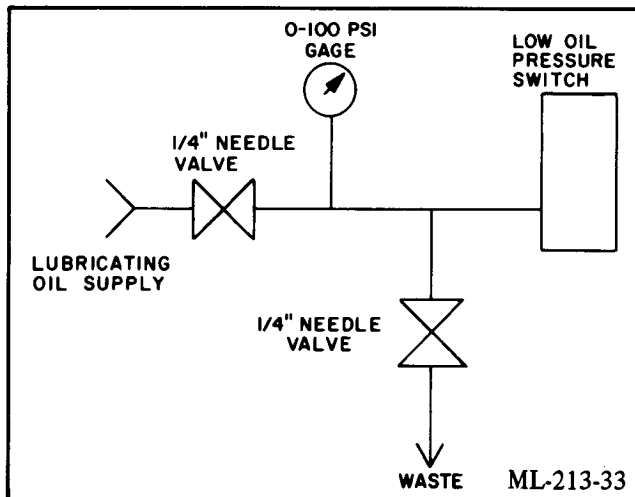 0-100 PSI
GAGE
LOW OIL
PRESSURE
SWITCH
1/4" NEEDLE
VALVE
LUBRICATING
OIL SUPPLY
1/4" NEEDLE
VALVE
WASTE
ML-213-33